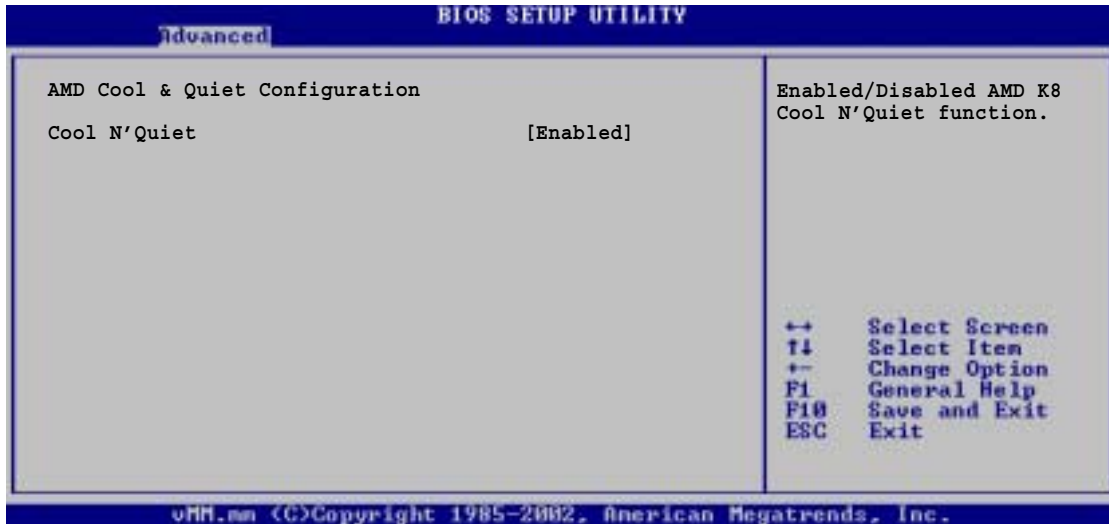 BIOS SETUP UTILITY
Advanced
AMD Cool & Quiet Configuration
Cool N'Quiet [Enabled]
Enabled/Disabled AMD K8
Cool N'Quiet function.
←→ Select Screen
↑↓ Select Item
+- Change Option
F1 General Help
F10 Save and Exit
ESC Exit
vMM.mm (C)Copyright 1985-2002, American Megatrends, Inc.